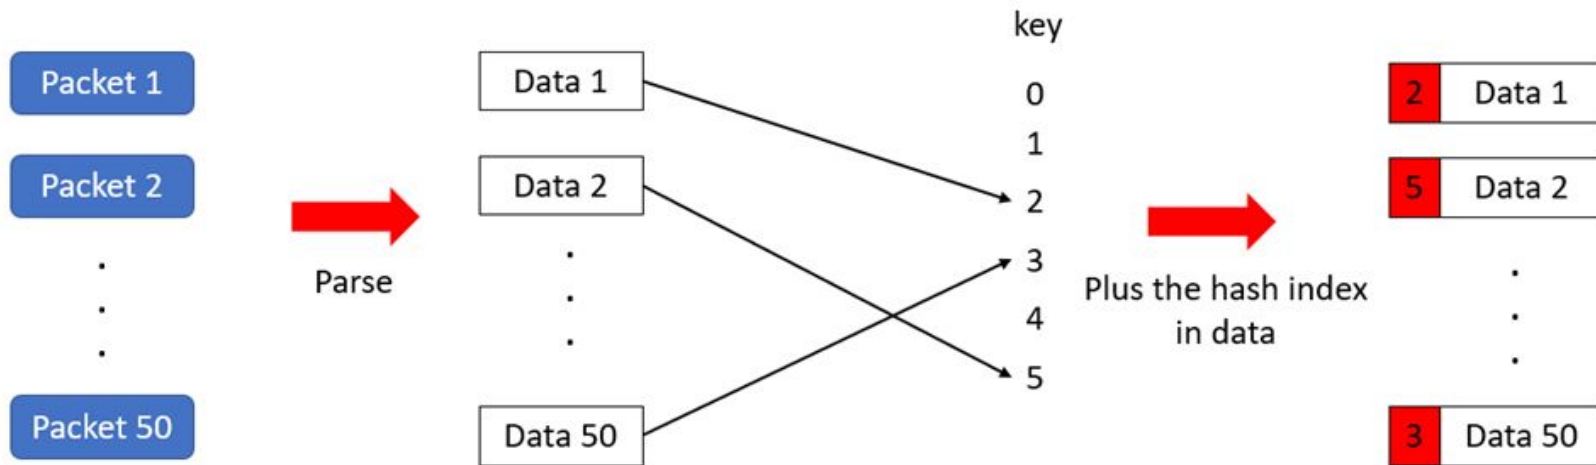 key
Packet 1
Packet 2
.
.
.
Packet 50
Parse
Data 1
Data 2
.
.
.
Data 50
0
1
2
3
4
5
Plus the hash index
in data
2 Data 1
5 Data 2
.
.
.
3 Data 50